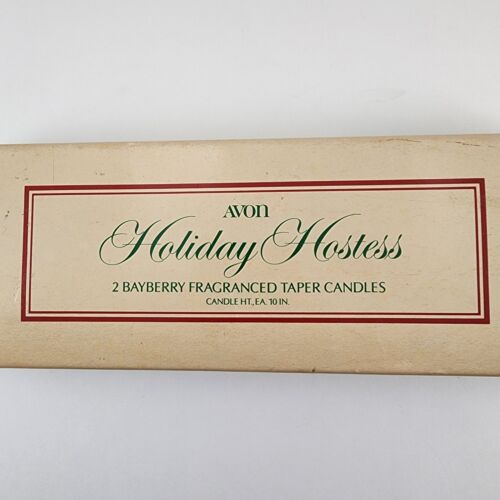 AVON
Holiday Hostess
2 BAYBERRY FRAGRANCED TAPER CANDLES
CANDLE HT., EA. 10 IN.